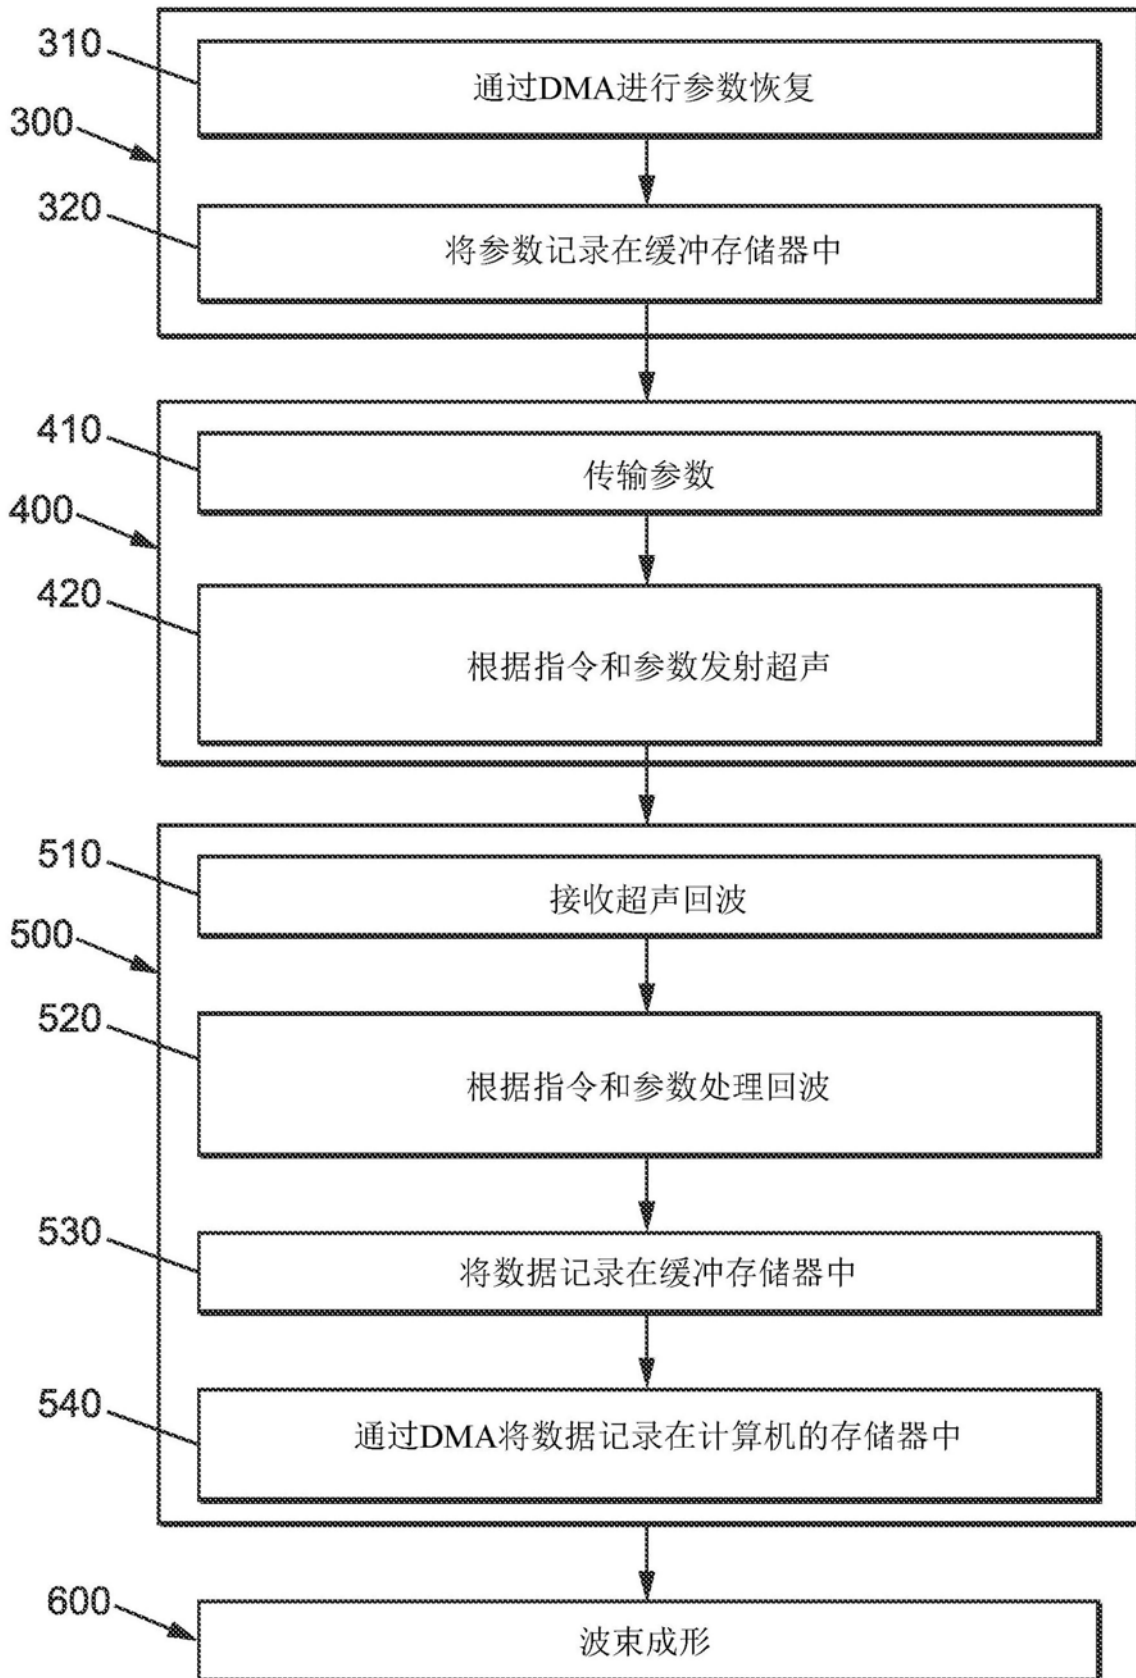 310
通过DMA进行参数恢复
300
320
将参数记录在缓冲存储器中
410
传输参数
400
420
根据指令和参数发射超声
510
接收超声回波
500
520
根据指令和参数处理回波
530
将数据记录在缓冲存储器中
540
通过DMA将数据记录在计算机的存储器中
600
波束成形